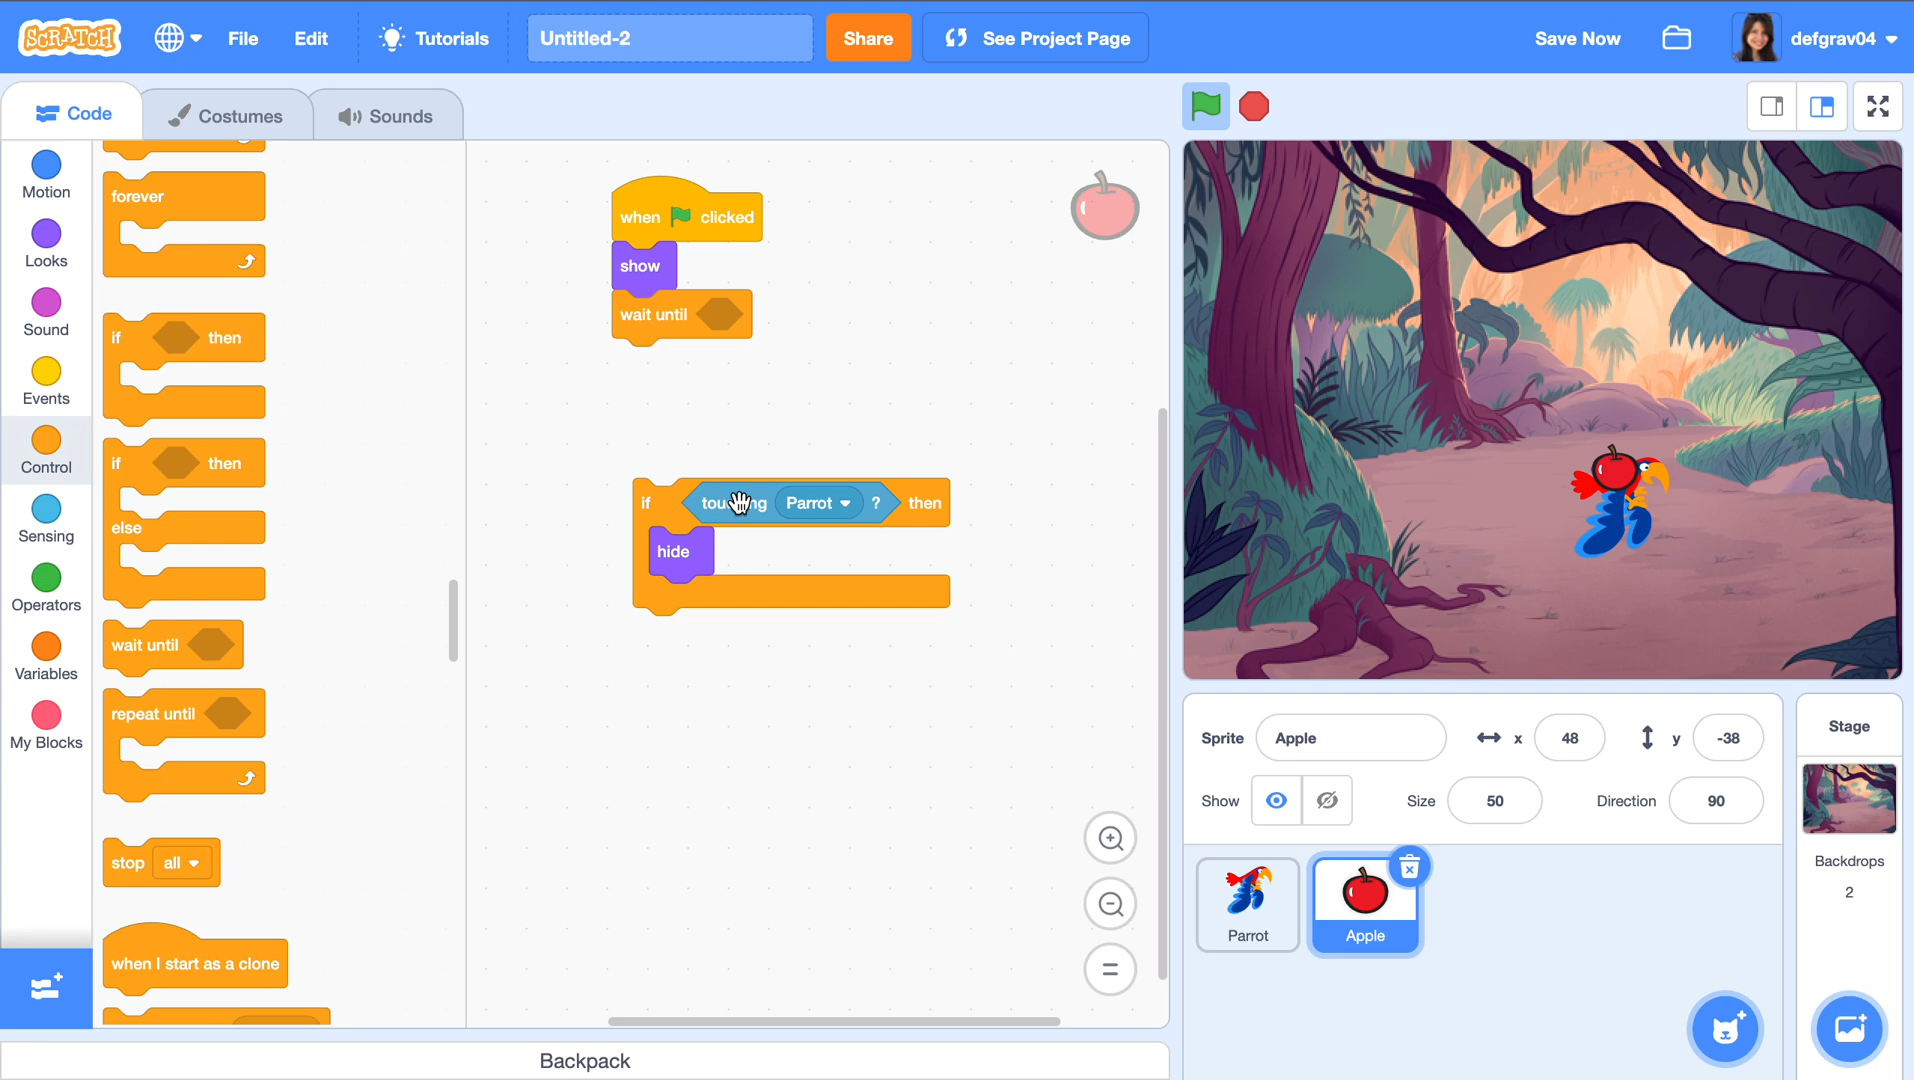 SCRATCH
File
Edit
Tutorials
Untitled-2
Share
See Project Page
Save Now
defgrav04
Code
Costumes
Sounds
Motion
Looks
Sound
Events
Control
Sensing
Operators
Variables
My Blocks
forever
if then
if then
else
wait until
repeat until
stop all
when I start as a clone
when clicked
show
wait until
if touching Parrot ? then
hide
Sprite Apple x 48 y -38
Show Size 50 Direction 90
Parrot
Apple
Stage
Backdrops
2
Backpack